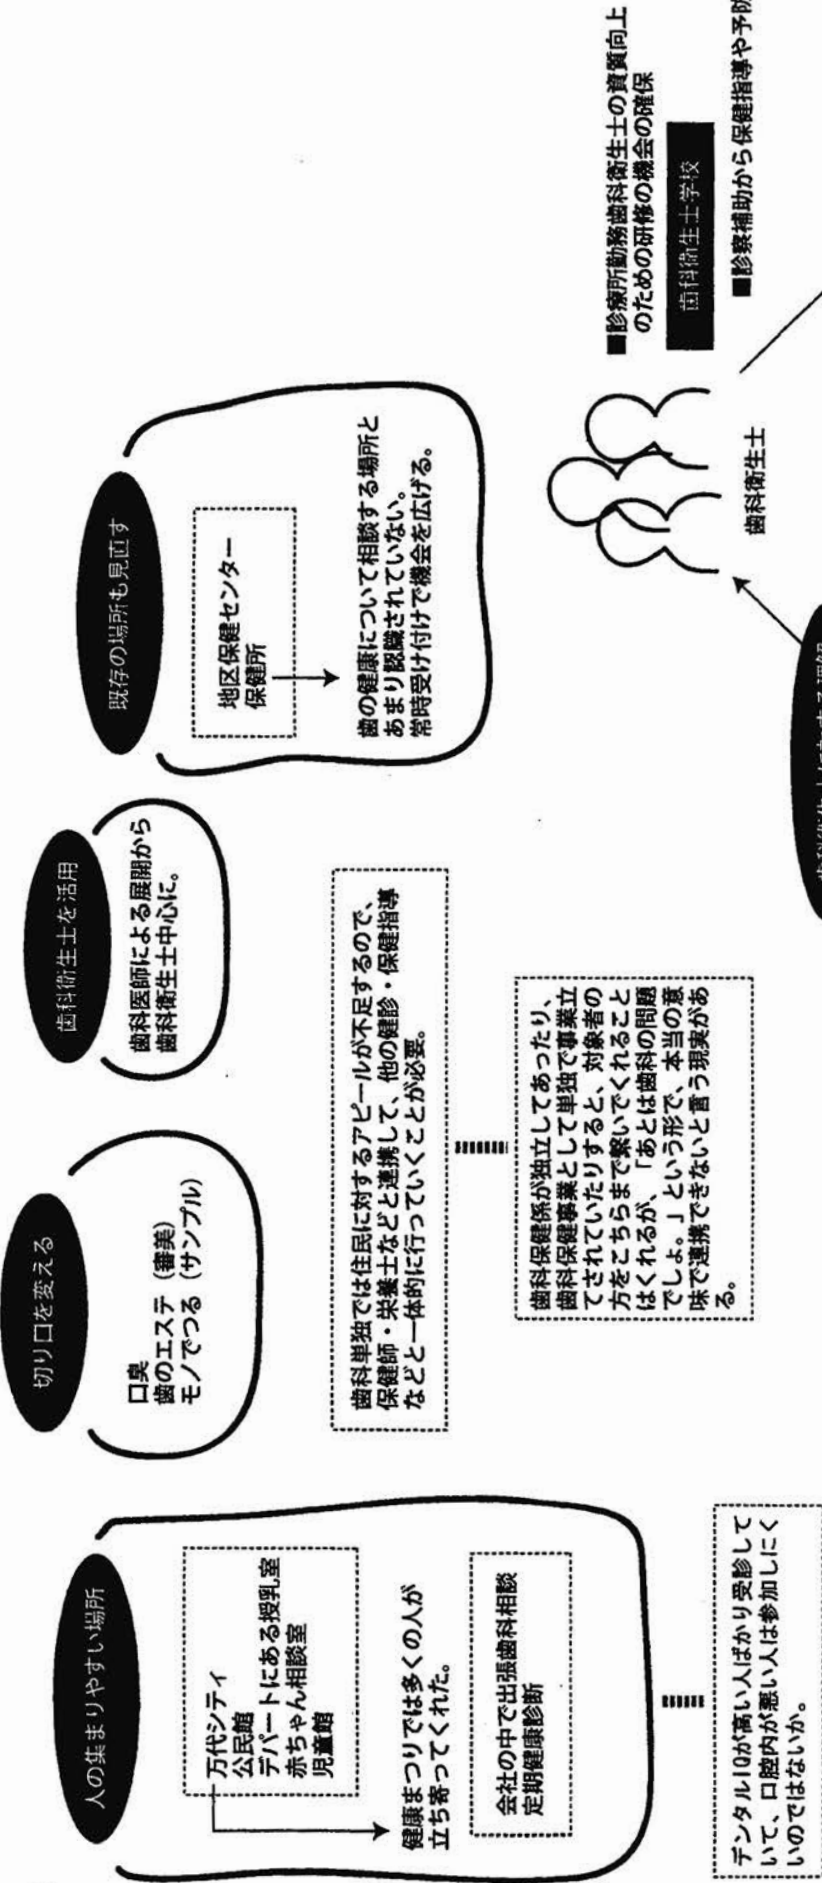 人の集まりやすい場所
万代シティ
公民館
デパートにある授乳室
赤ちゃん相談室
児童館
健康まつりでは多くの人が
立ち寄ってくれた。
会社の中で出張歯科相談
定期健康診断
デンタルIQが高い人ばかり受診して
いて、口腔内が悪い人は参加しにく
いのではないか。
切り口を変える
口臭
歯のエステ（審美）
モノでつる（サンプル）
歯科衛生士を活用
歯科医師による展開から
歯科衛生士中心に。
歯科単独では住民に対するアピールが不足するので、
保健師・栄養士などと連携して、他の健診・保健指導
などと一体的に行っていくことが必要。
歯科保健係が独立してあったり、
歯科保健事業として単独で事業立
てされていたりすると、対象者の
方をこちらまで繋いでくれること
はくれるが、「あとは歯科の問題
でしょ。」という形で、本当の意
味で連携できないと言う現実があ
る。
既存の場所も見直す
地区保健センター
保健所
歯の健康について相談する場所と
あまり認識されていない。
常時受け付けで機会を広げる。
歯科衛生士
■診療所勤務歯科衛生士の資質向上
のための研修の機会の確保
歯科衛生士学校
■診察補助から保健指導や予防
歯科衛生士に対する理解